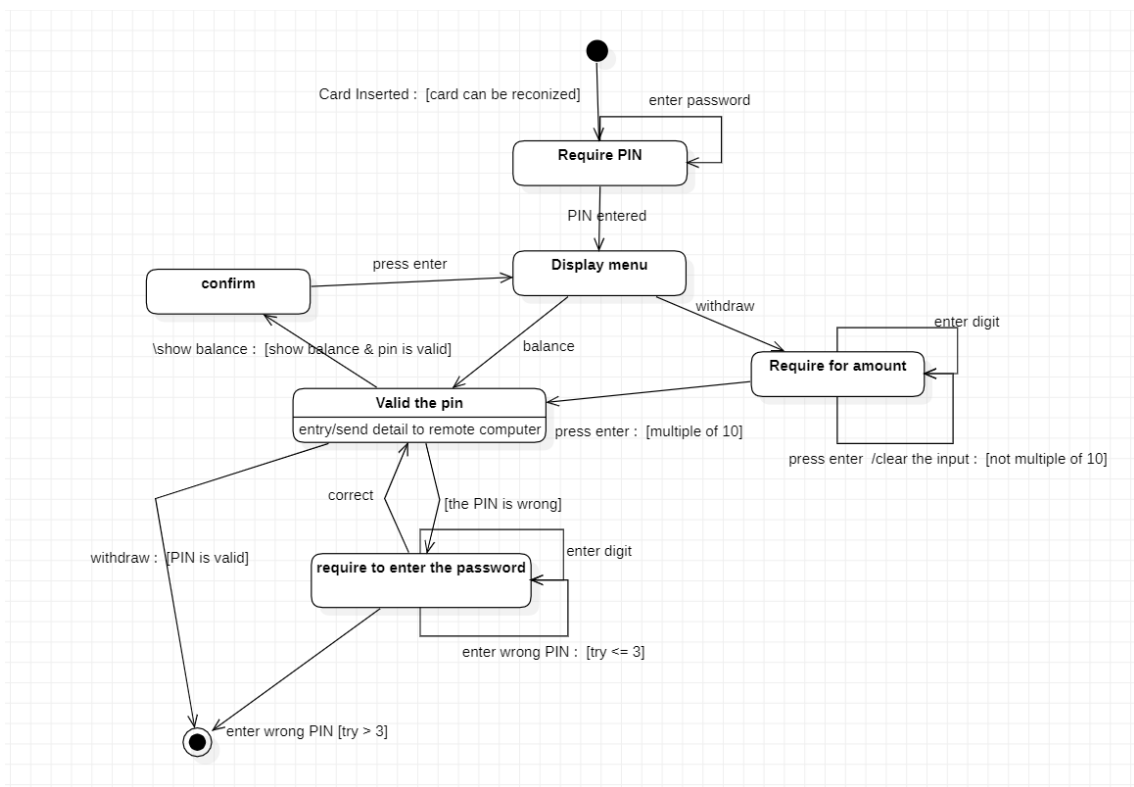 Card Inserted :  [card can be reconized]
enter password
Require PIN
PIN entered
Display menu
press enter
confirm
withdraw
enter digit
\show balance :  [show balance & pin is valid]
balance
Require for amount
Valid the pin
entry/send detail to remote computer
press enter :  [multiple of 10]
press enter  /clear the input :  [not multiple of 10]
correct
[the PIN is wrong]
withdraw :  [PIN is valid]
enter digit
require to enter the password
enter wrong PIN :  [try <= 3]
enter wrong PIN [try > 3]